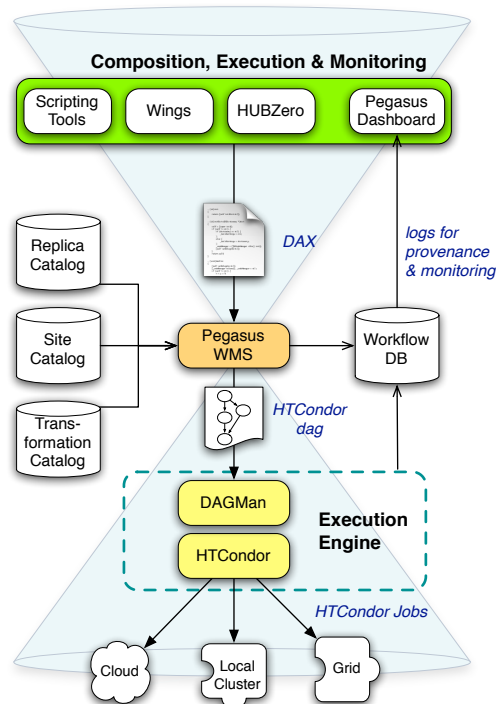 Composition, Execution & Monitoring
Scripting
Tools
Wings
HUBZero
Pegasus
Dashboard
DAX
logs for
provenance
& monitoring
Replica
Catalog
Site
Catalog
Trans-
formation
Catalog
Pegasus
WMS
Workflow
DB
HTCondor
dag
DAGMan
HTCondor
Execution
Engine
HTCondor Jobs
Cloud
Local
Cluster
Grid